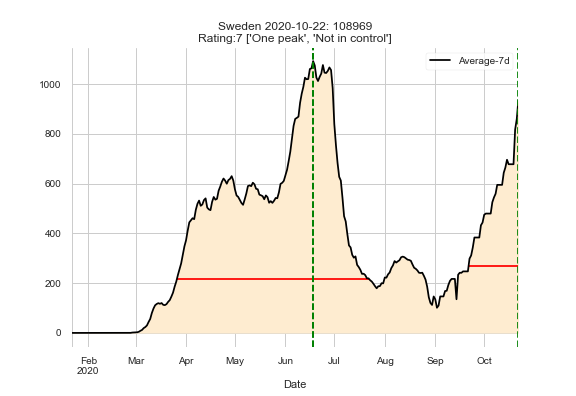 Sweden 2020-10-22: 108969
Rating:7 ['One peak', 'Not in control']
Average-7d
1000
800
600
400
200
0
Feb Mar Apr May Jun Jul Aug Sep Oct
2020
Date